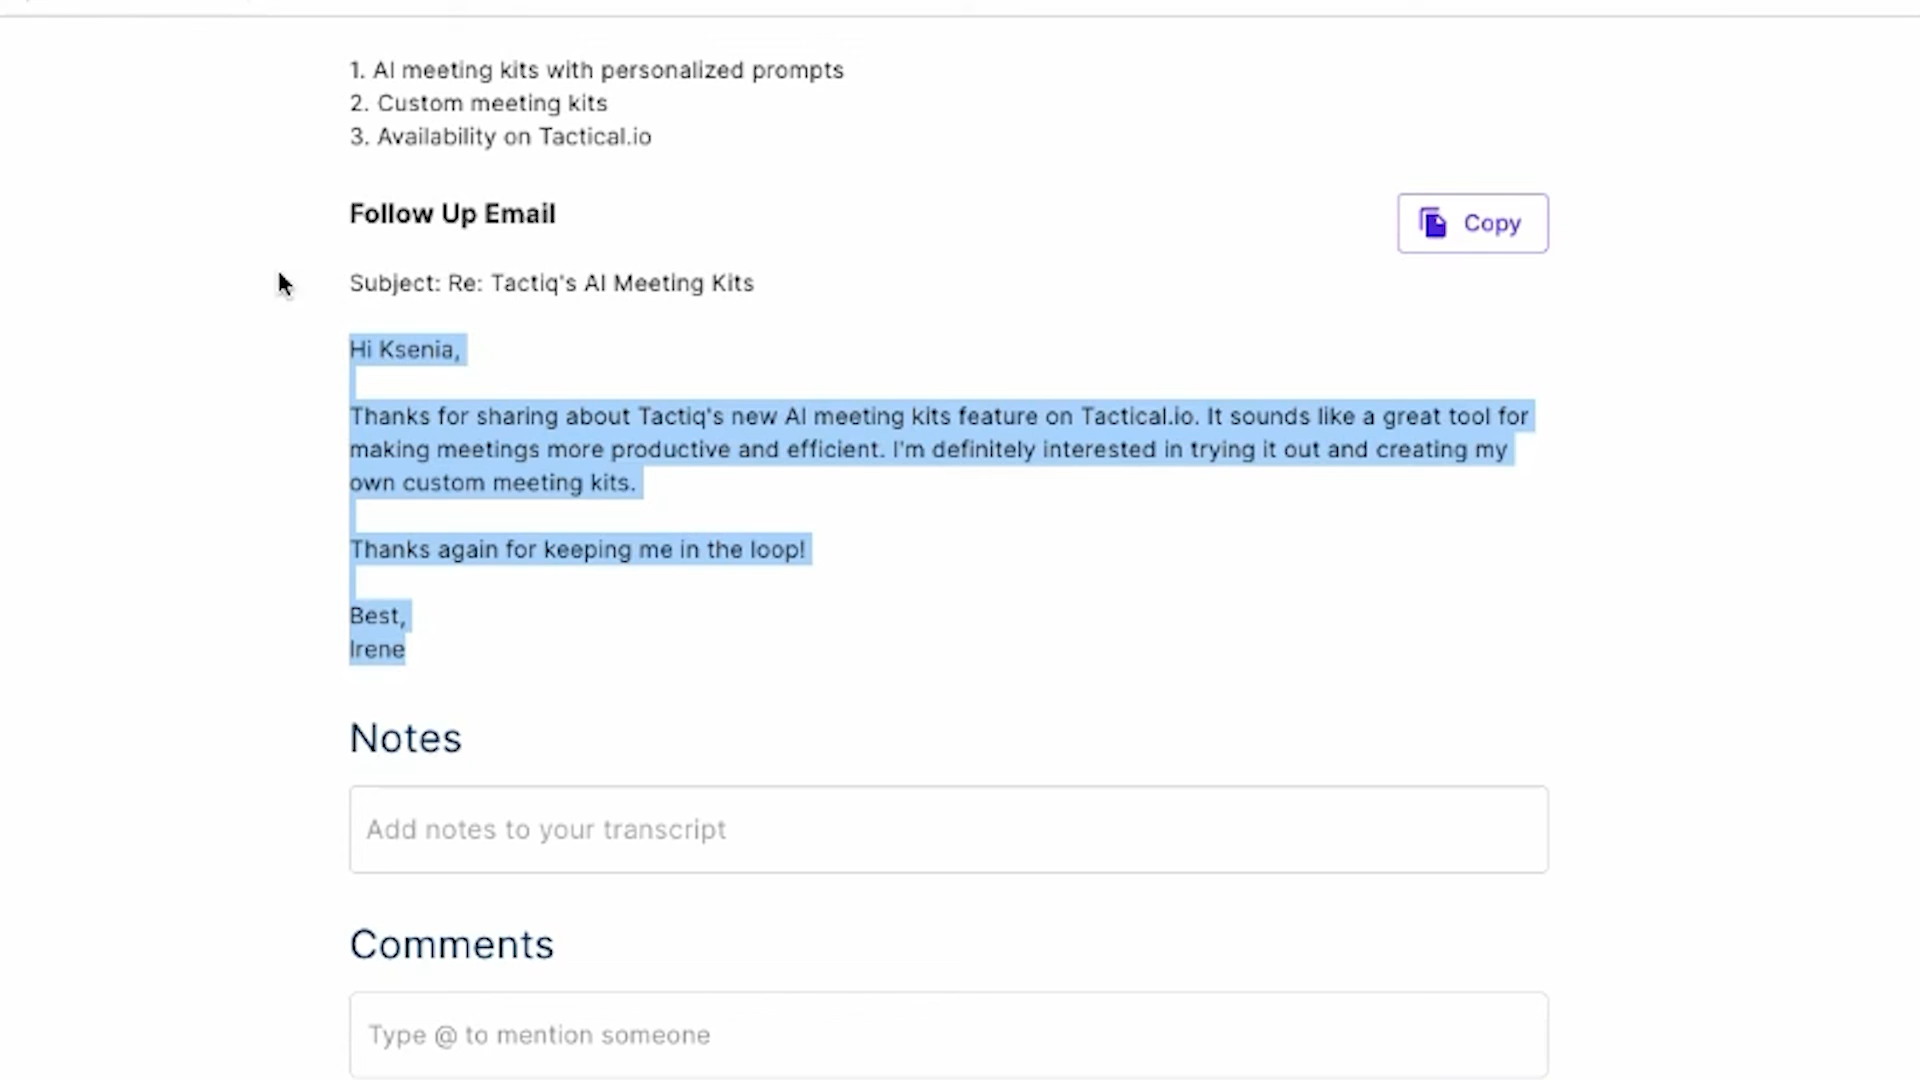 1. AI meeting kits with personalized prompts
2. Custom meeting kits
3. Availability on Tactical.io
Follow Up Email
Copy
Subject: Re: Tactiq's AI Meeting Kits
Hi Ksenia,
Thanks for sharing about Tactiq's new AI meeting kits feature on Tactical.io. It sounds like a great tool for
making meetings more productive and efficient. I'm definitely interested in trying it out and creating my
own custom meeting kits.
Thanks again for keeping me in the loop!
Best,
Irene
Notes
Add notes to your transcript
Comments
Type @ to mention someone